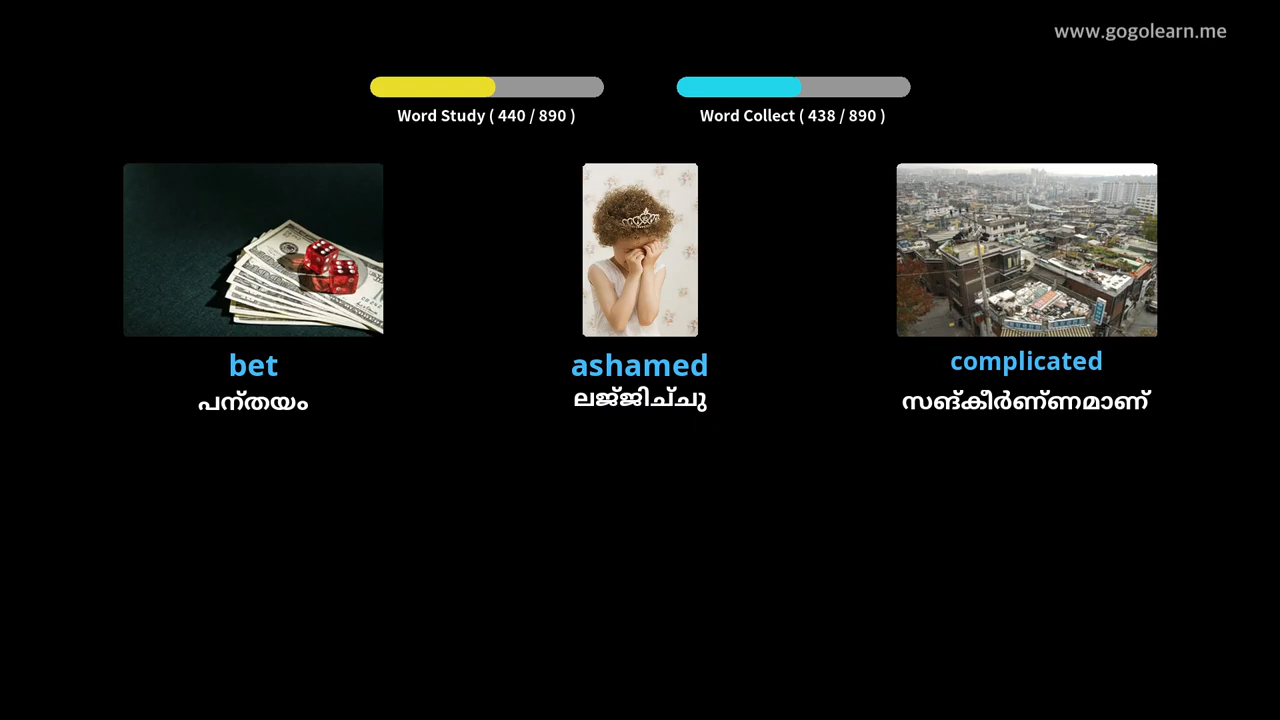 www.gogolearn.me
Word Study ( 440 / 890 )
Word Collect ( 438 / 890 )
bet
ashamed
complicated
പന്തയം
ലജ്ജിച്ചു
സങ്കീർണ്ണമാണ്